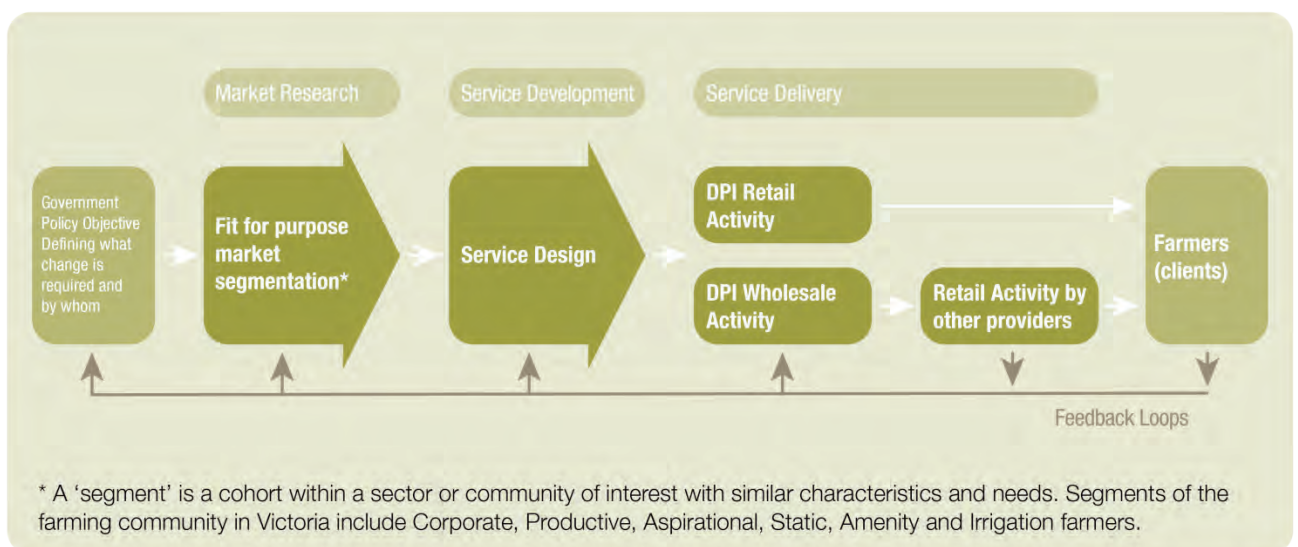 Market Research
Service Development
Service Delivery
Government
Policy Objective
Defining what
change is
required and
by whom
Fit for purpose
market
segmentation*
Service Design
DPI Retail
Activity
DPI Wholesale
Activity
Retail Activity by
other providers
Farmers
(clients)
Feedback Loops
* A ‘segment’ is a cohort within a sector or community of interest with similar characteristics and needs. Segments of the
farming community in Victoria include Corporate, Productive, Aspirational, Static, Amenity and Irrigation farmers.